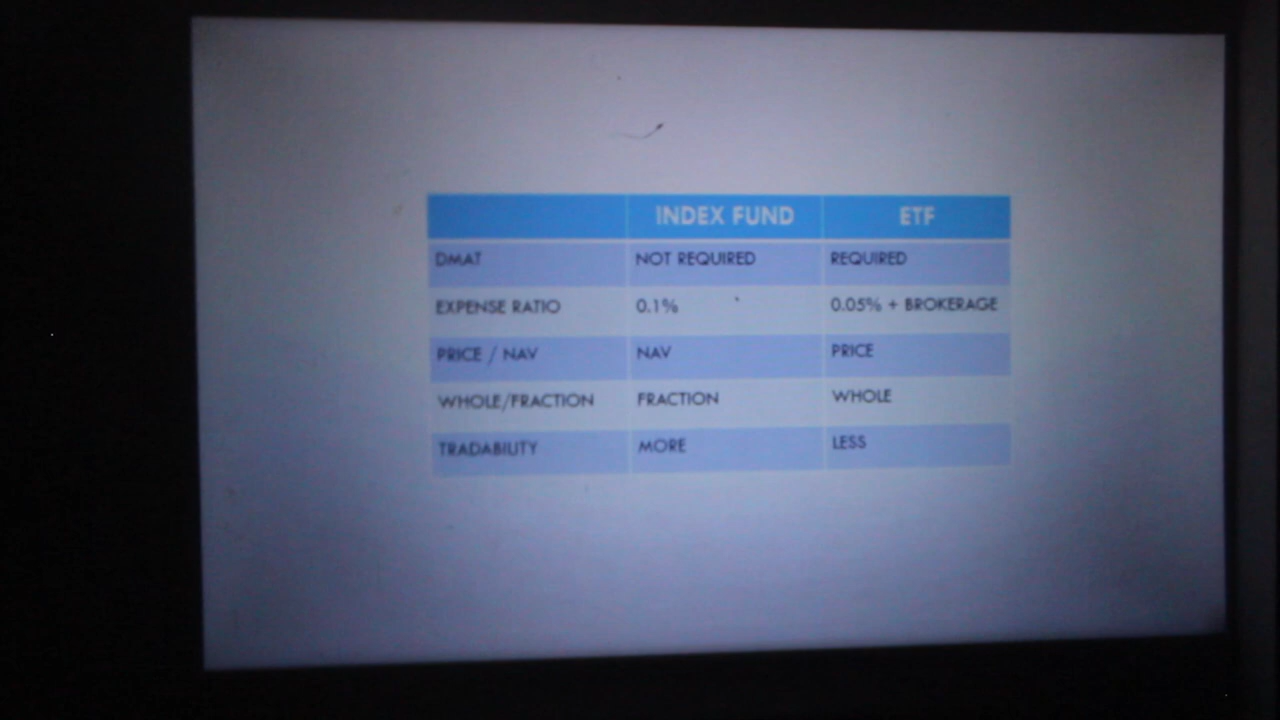 INDEX FUND ETF
DMAT NOT REQUIRED REQUIRED
EXPENSE RATIO 0.1% 0.05% + BROKERAGE
PRICE / NAV NAV PRICE
WHOLE/FRACTION FRACTION WHOLE
TRADABILITY MORE LESS